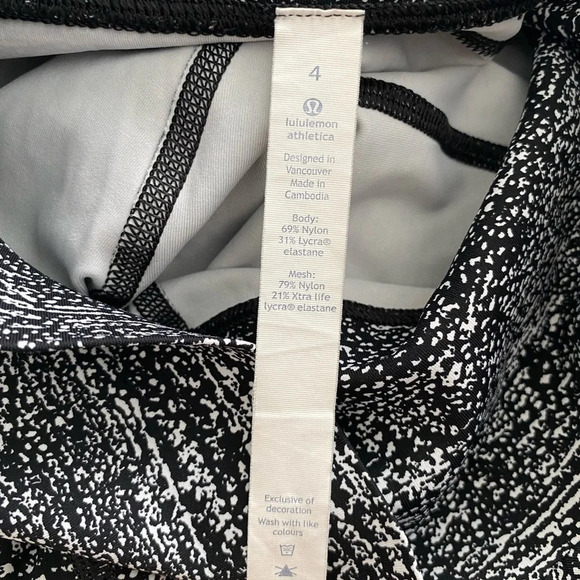 4
lululemon
athletica
Designed in
Vancouver
Made in
Cambodia
Body:
69% Nylon
31% Lycra®
elastane
Mesh:
79% Nylon
21% Xtra life
lycra® elastane
Exclusive of
decoration
Wash with like
colours